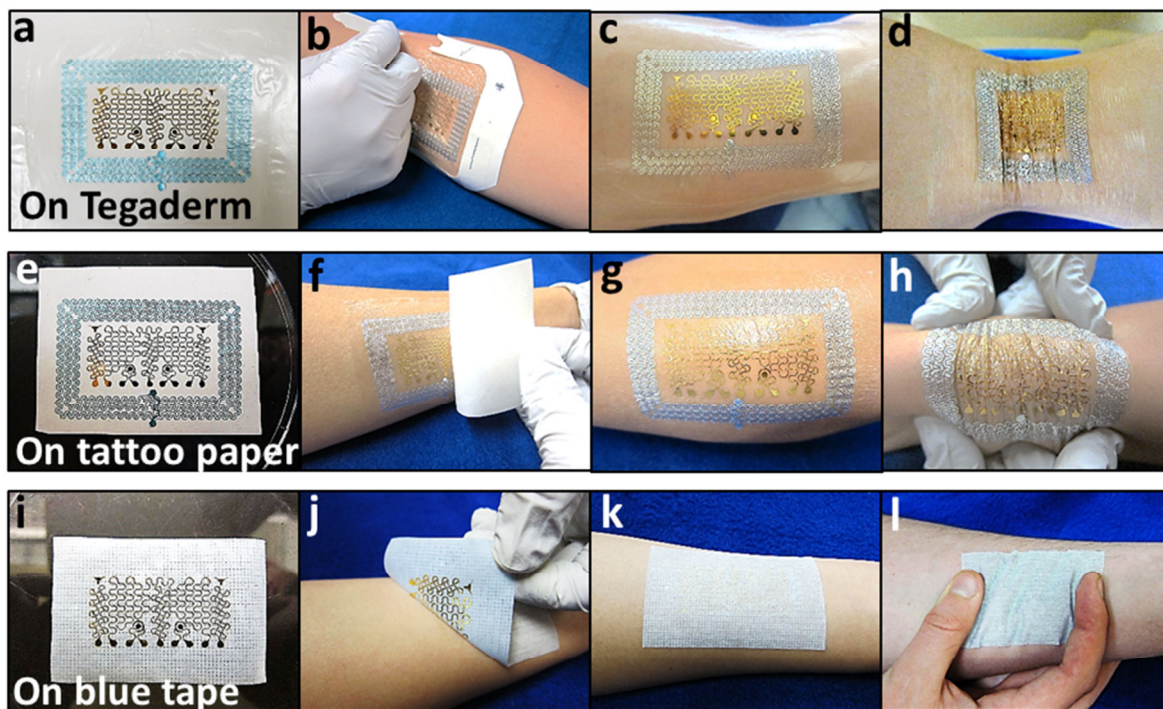 a
b
c
d
On Tegaderm
e
f
g
h
On tattoo paper
i
j
k
l
On blue tape